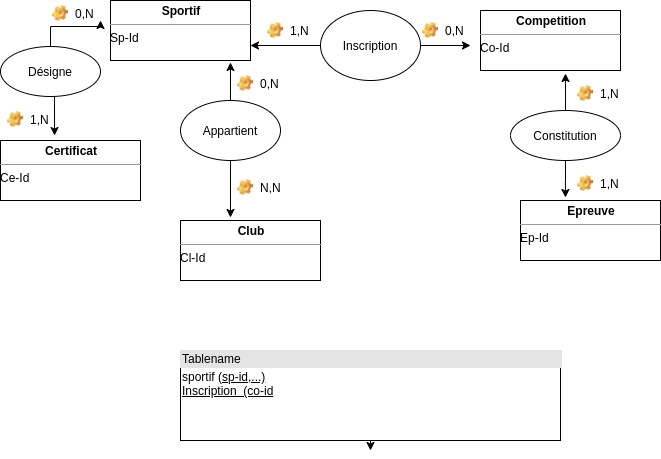 0,N
Sportif
Sp-Id
1,N
Inscription
0,N
Competition
Co-Id
Désigne
0,N
1,N
1,N
Appartient
Constitution
Certificat
Ce-Id
N,N
1,N
Epreuve
Ep-Id
Club
Cl-Id
Tablename
sportif (sp-id,...)
Inscription (co-id